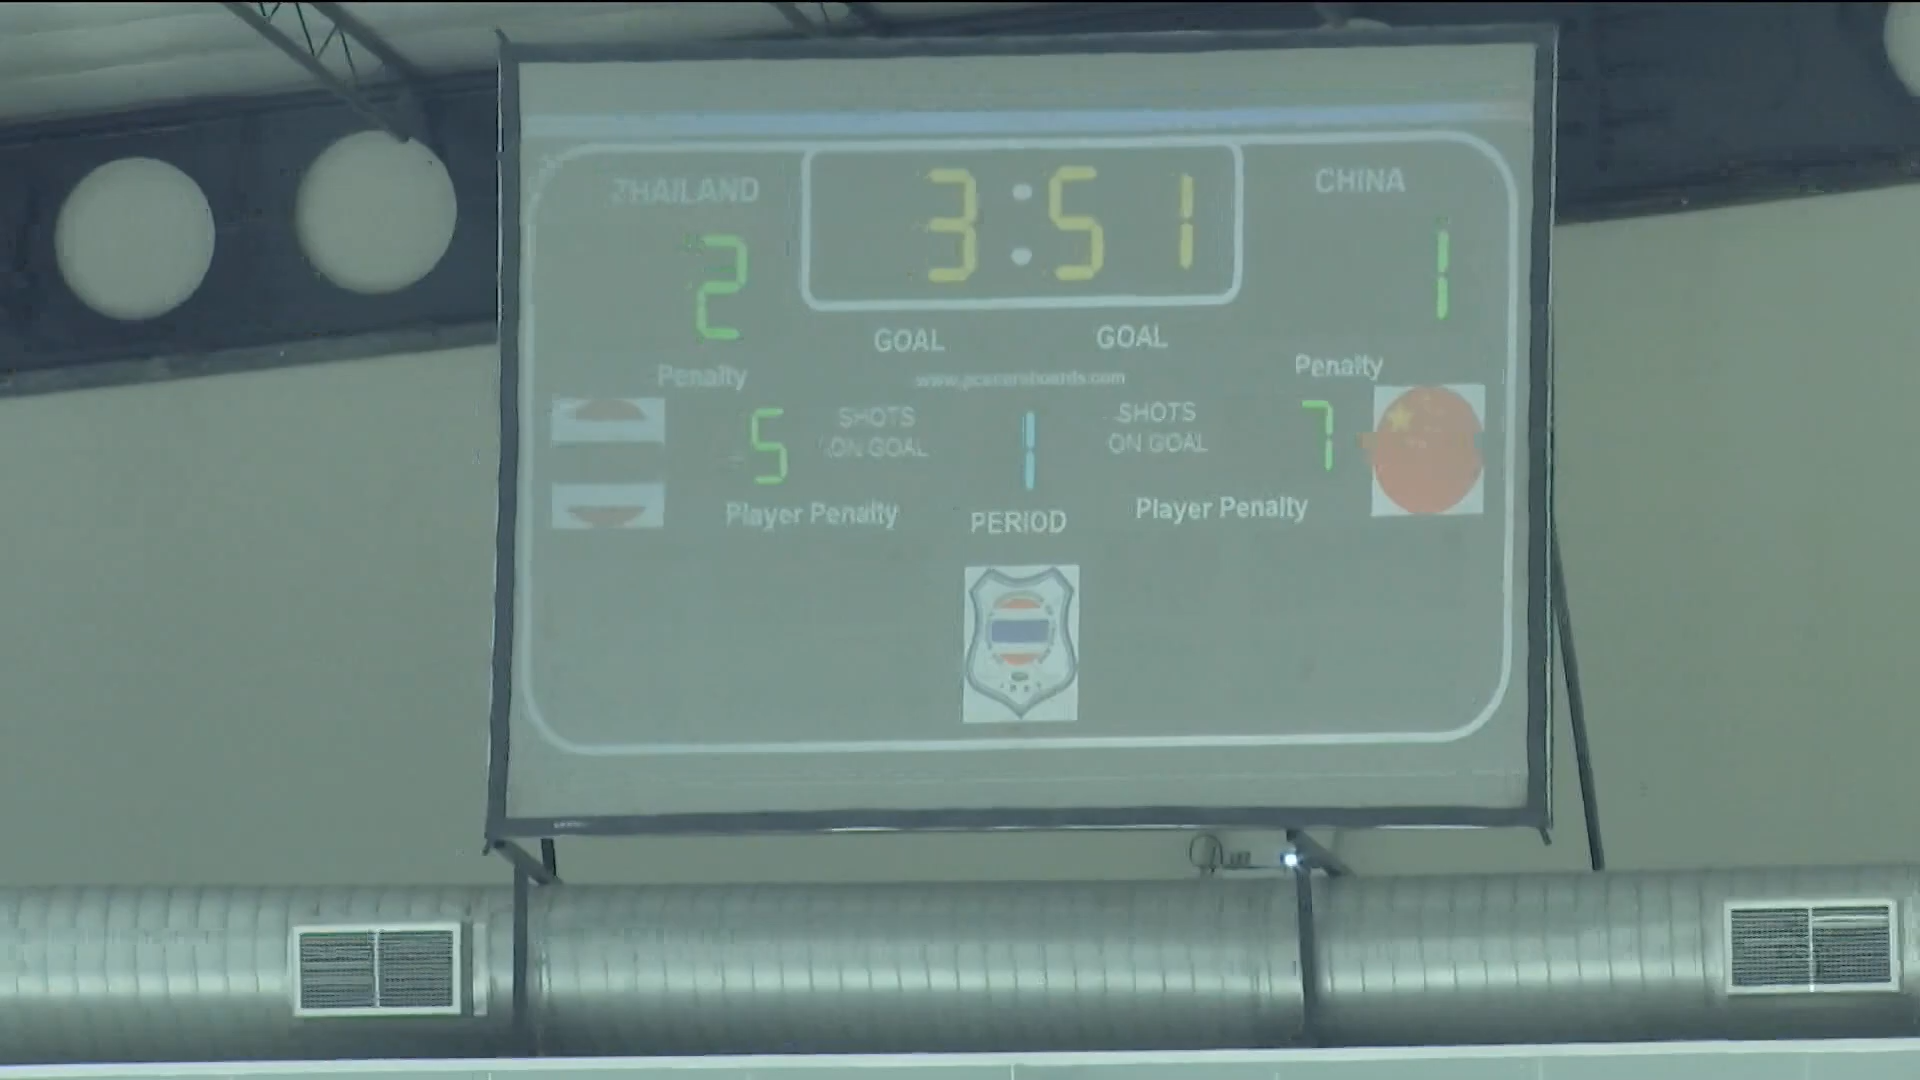 THAILAND
3:51
CHINA
2
1
GOAL
GOAL
Penalty
Penalty
5
SHOTS
ON GOAL
1
SHOTS
ON GOAL
7
Player Penalty
PERIOD
Player Penalty